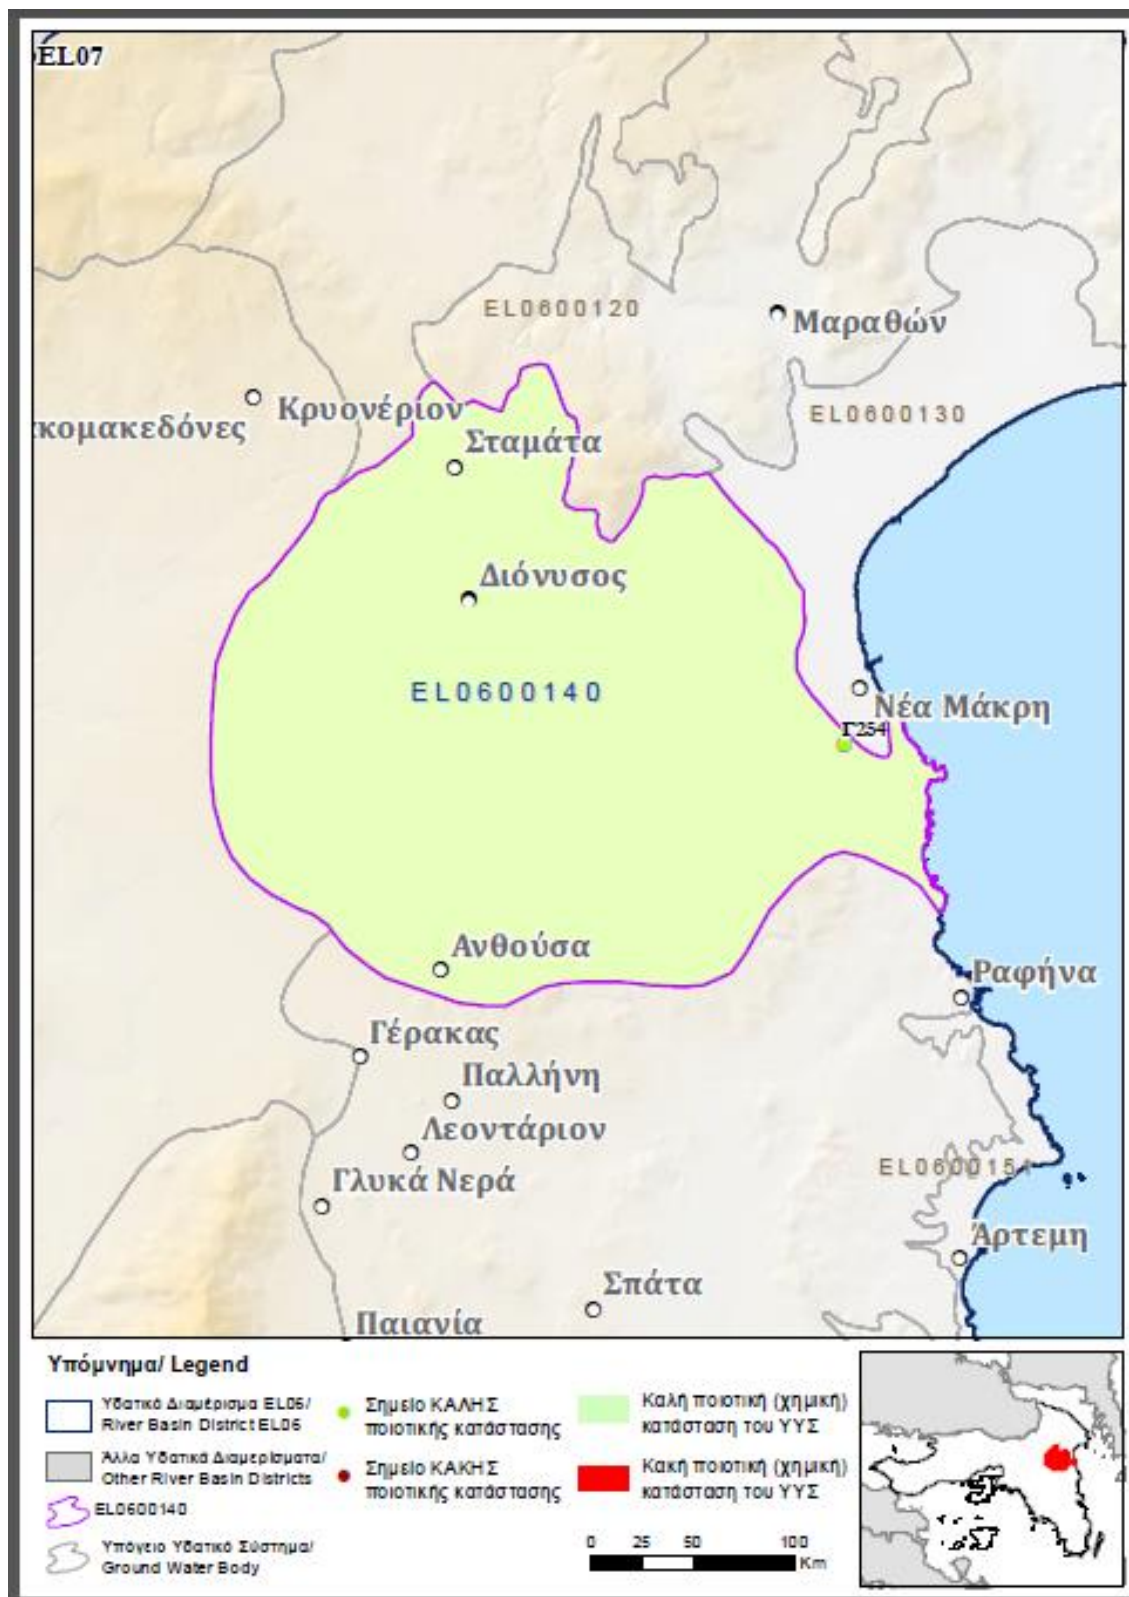 EL07
EL0600120
Μαραθών
Κρυονέριον
EL0600130
κομακεδόνες
Σταμάτα
Διόνυσος
EL0600140
Νέα Μάκρη
Γ254
Ανθούσα
Ραφήνα
Γέρακας
Παλλήνη
Λεοντάριον
EL0600151
Γλυκά Νερά
Άρτεμη
Σπάτα
Παιανία
Υπόμνημα/ Legend
Υδατικό Διαμέρισμα EL06/
River Basin District EL06
Άλλα Υδατικά Διαμερίσματα/
Other River Basin Districts
EL0600140
Υπόγειο Υδατικό Σύστημα/
Ground Water Body
Σημείο ΚΑΛΗΣ
ποιοτικής κατάστασης
Σημείο ΚΑΚΗΣ
ποιοτικής κατάστασης
Καλή ποιοτική (χημική)
κατάσταση του ΥΥΣ
Κακή ποιοτική (χημική)
κατάσταση του ΥΥΣ
0 25 50 100
Km